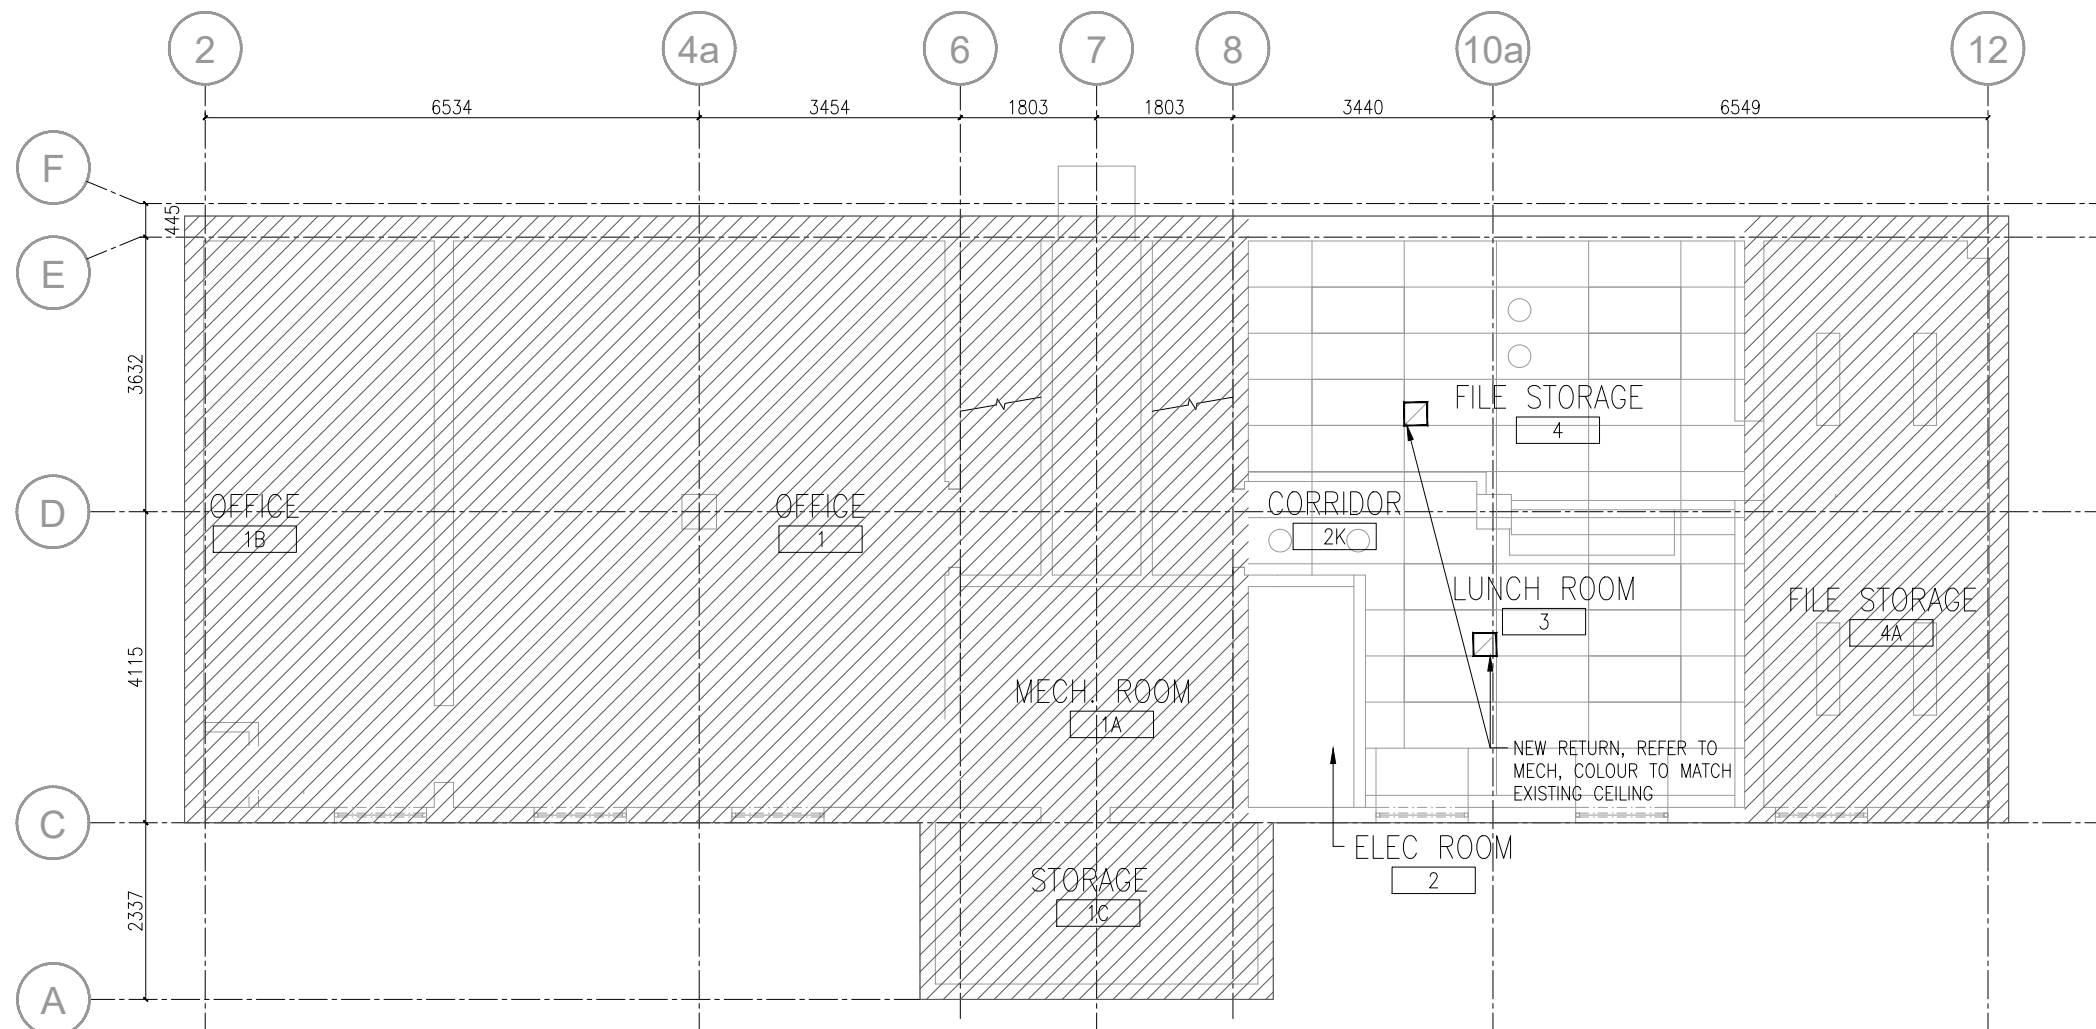 2 4a 6 7 8 10a 12
6534 3454 1803 1803 3440 6549
F
445
E
3632
FILE STORAGE
4
D
OFFICE
1B
OFFICE
1
CORRIDOR
2K
LUNCH ROOM
3
FILE STORAGE
4A
4115
MECH. ROOM
1A
NEW RETURN, REFER TO
MECH, COLOUR TO MATCH
EXISTING CEILING
C
ELEC ROOM
2
STORAGE
1C
2337
A